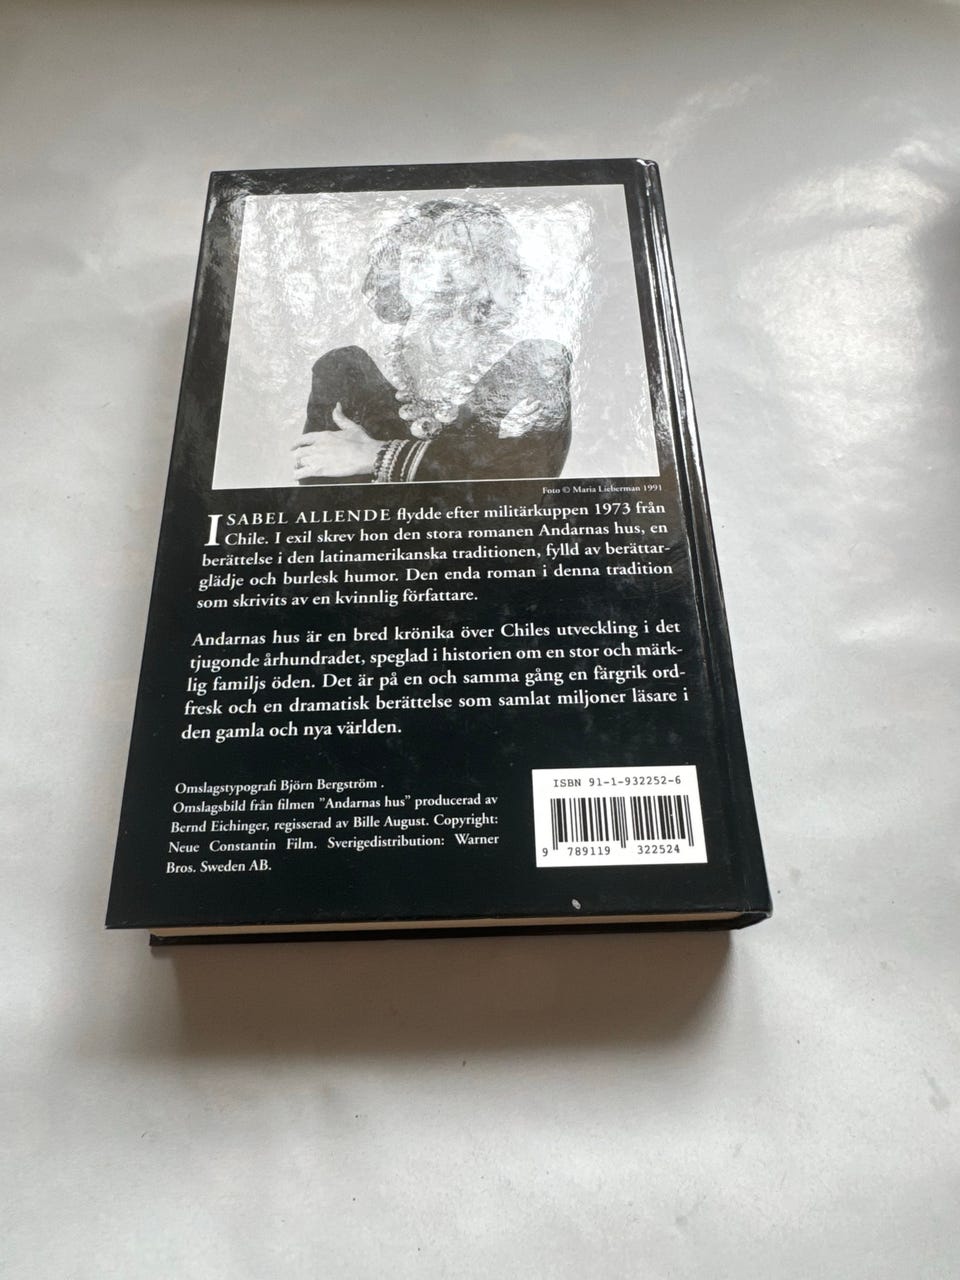 Foto © Maria Lieberman 1991
ISABEL ALLENDE flydde efter militärkuppen 1973 från
Chile. I exil skrev hon den stora romanen Andarnas hus, en
berättelse i den latinamerikanska traditionen, fylld av berättar-
glädje och burlesk humor. Den enda roman i denna tradition
som skrivits av en kvinnlig författare.
Andarnas hus är en bred krönika över Chiles utveckling i det
tjugonde århundradet, speglad i historien om en stor och märk-
lig familjs öden. Det är på en och samma gång en färgrik ord-
fresk och en dramatisk berättelse som samlat miljoner läsare i
den gamla och nya världen.
Omslagstypografi Björn Bergström .
Omslagsbild från filmen ”Andarnas hus” producerad av
Bernd Eichinger, regisserad av Bille August. Copyright:
Neue Constantin Film. Sverigedistribution: Warner
Bros. Sweden AB.
ISBN 91-1-932252-6
9 789119 322524